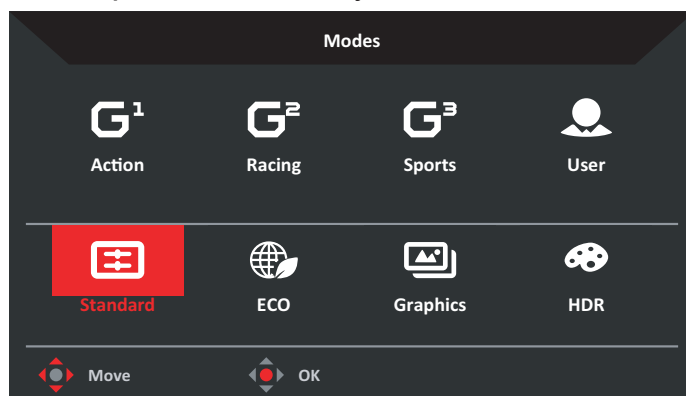 Modes
G¹ G² G³
Action Racing Sports User
Standard ECO Graphics HDR
Move OK